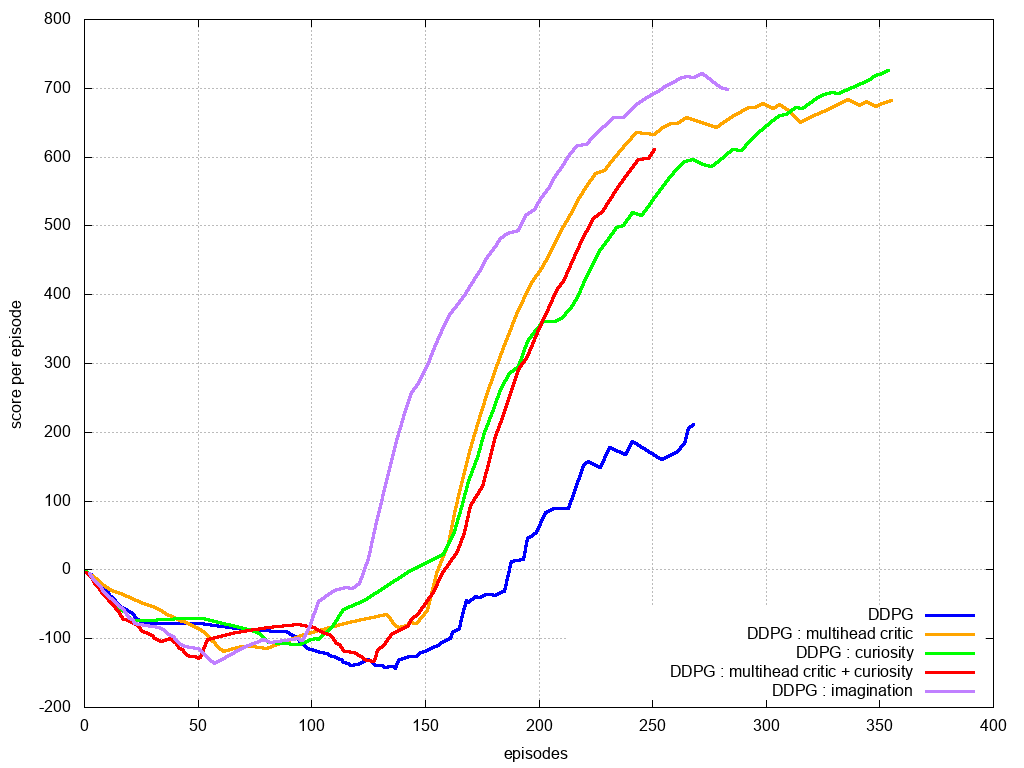 800
700
600
500
400
300
200
100
0
-100
-200
score per episode
0 50 100 150 200 250 300 350 400
episodes
DDPG
DDPG : multihead critic
DDPG : curiosity
DDPG : multihead critic + curiosity
DDPG : imagination